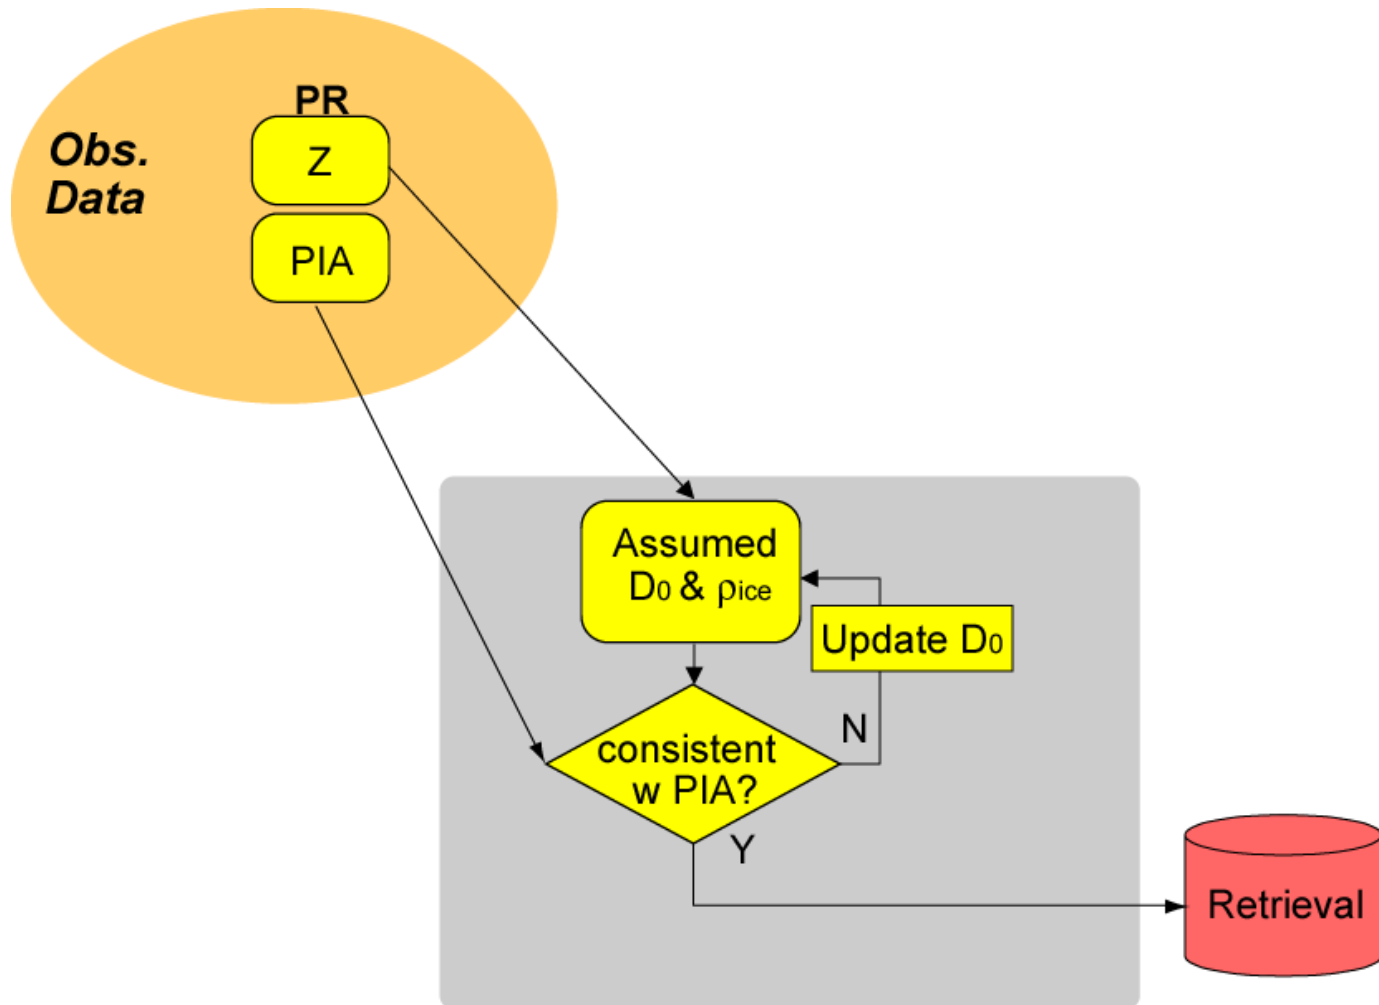 PR
Obs.
Data
Z
PIA
Assumed
D0 & ρice
Update D0
consistent
w PIA?
N
Y
Retrieval